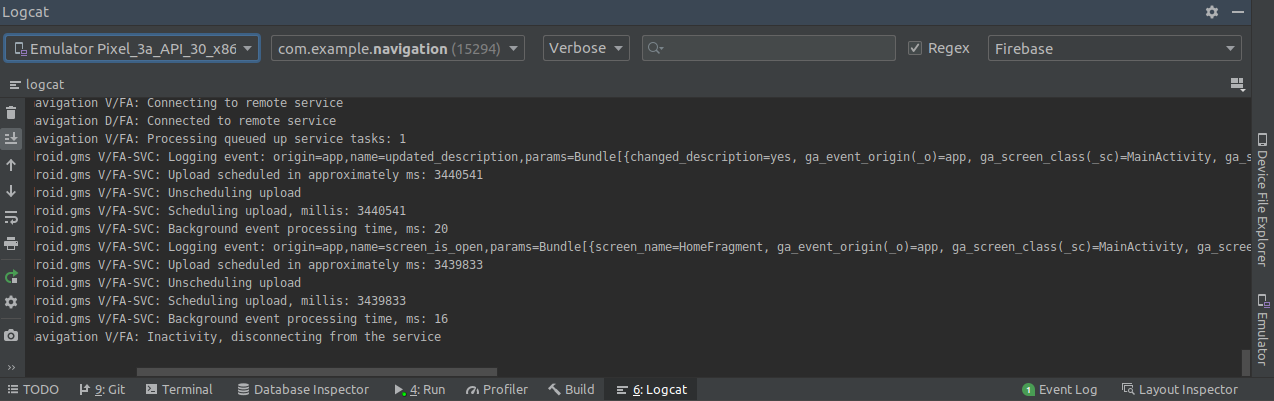 Logcat
Emulator Pixel_3a_API_30_x86
com.example.navigation (15294)
Verbose
Regex
Firebase
logcat
avigation V/FA: Connecting to remote service
avigation D/FA: Connected to remote service
avigation V/FA: Processing queued up service tasks: 1
roid.gms V/FA-SVC: Logging event: origin=app,name=updated_description,params=Bundle[{changed_description=yes, ga_event_origin(_o)=app, ga_screen_class(_sc)=MainActivity, ga_s
roid.gms V/FA-SVC: Upload scheduled in approximately ms: 3440541
roid.gms V/FA-SVC: Unscheduling upload
roid.gms V/FA-SVC: Scheduling upload, millis: 3440541
roid.gms V/FA-SVC: Background event processing time, ms: 20
roid.gms V/FA-SVC: Logging event: origin=app,name=screen_is_open,params=Bundle[{screen_name=HomeFragment, ga_event_origin(_o)=app, ga_screen_class(_sc)=MainActivity, ga_scree
roid.gms V/FA-SVC: Upload scheduled in approximately ms: 3439833
roid.gms V/FA-SVC: Unscheduling upload
roid.gms V/FA-SVC: Scheduling upload, millis: 3439833
roid.gms V/FA-SVC: Background event processing time, ms: 16
avigation V/FA: Inactivity, disconnecting from the service
Device File Explorer
Emulator
TODO
9: Git
Terminal
Database Inspector
4: Run
Profiler
Build
6: Logcat
1 Event Log
Layout Inspector